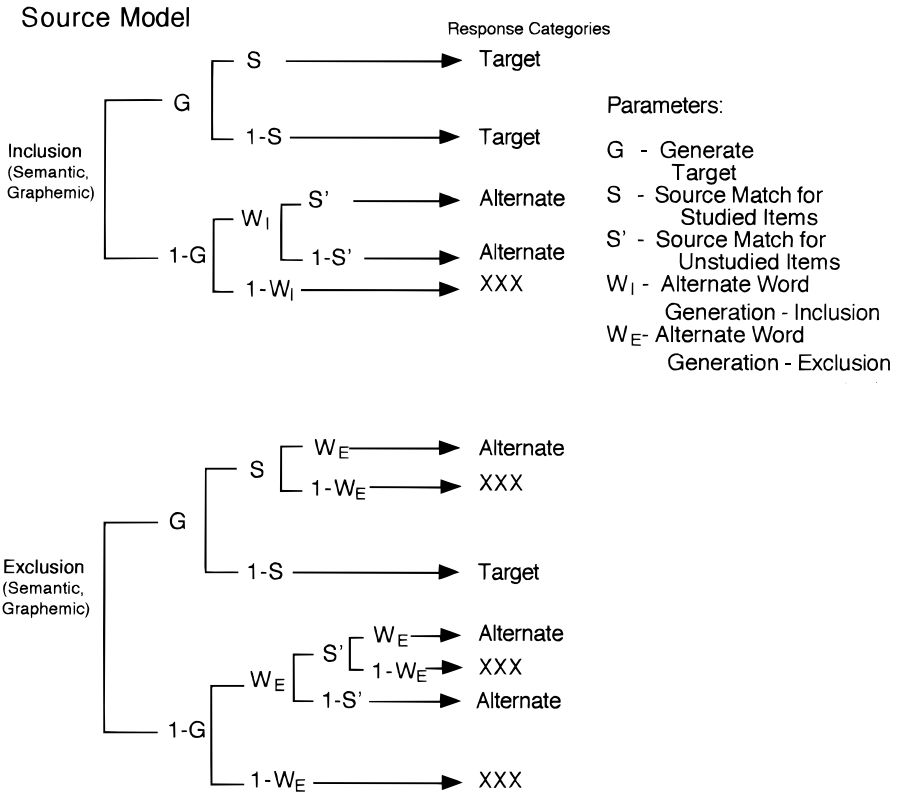 Source Model
Response Categories
Inclusion
(Semantic,
Graphemic)
G
S
Target
1-S
Target
1-G
W_I
S'
Alternate
1-S'
Alternate
1-W_I
XXX
Parameters:
G - Generate
Target
S - Source Match for
Studied Items
S' - Source Match for
Unstudied Items
W_I - Alternate Word
Generation - Inclusion
W_E- Alternate Word
Generation - Exclusion
Exclusion
(Semantic,
Graphemic)
G
S
W_E
Alternate
1-W_E
XXX
1-S
Target
1-G
W_E
S'
W_E
Alternate
1-W_E
XXX
1-S'
Alternate
1-W_E
XXX